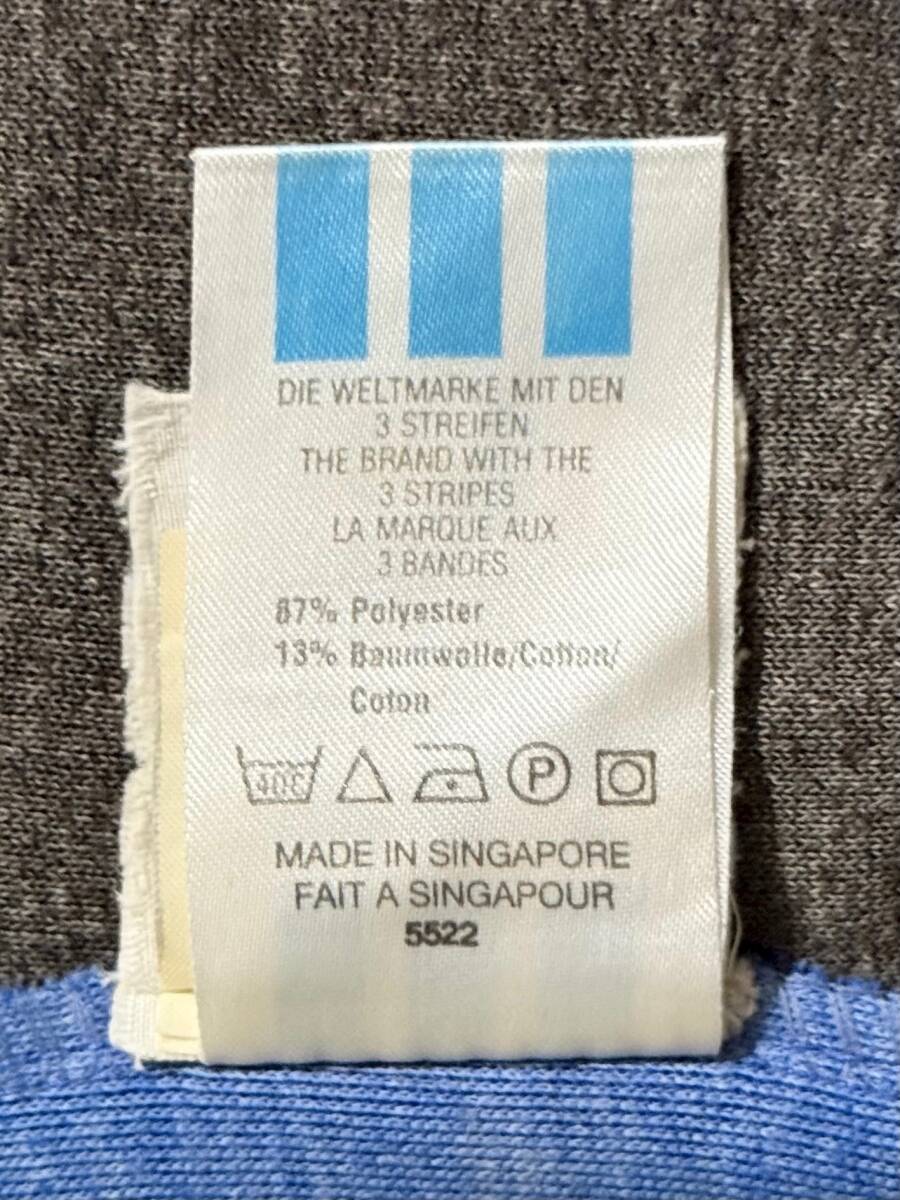 DIE WELTMARKE MIT DEN
3 STREIFEN
THE BRAND WITH THE
3 STRIPES
LA MARQUE AUX
3 BANDES
87% Polyester
13% Baumwolle/Cotton/
Coton
40C P
MADE IN SINGAPORE
FAIT A SINGAPOUR
5522